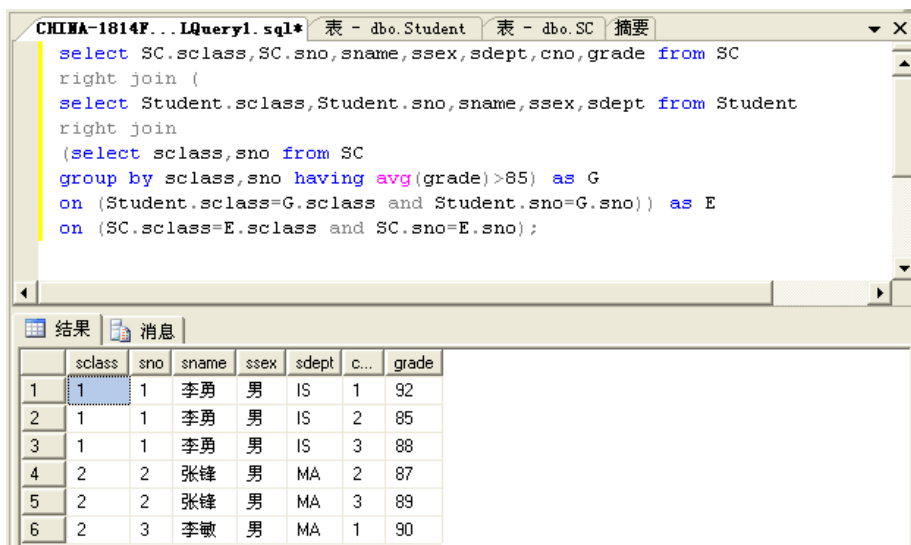 CHINA-1814F...LQuery1.sql* 表 - dbo.Student 表 - dbo.SC 摘要
select SC.sclass,SC.sno,sname,ssex,sdept,cno,grade from SC
right join (
select Student.sclass,Student.sno,sname,ssex,sdept from Student
right join
(select sclass,sno from SC
group by sclass,sno having avg(grade)>85) as G
on (Student.sclass=G.sclass and Student.sno=G.sno)) as E
on (SC.sclass=E.sclass and SC.sno=E.sno);
结果 消息
sclass sno sname ssex sdept c... grade
1 1 1 李勇 男 IS 1 92
2 1 1 李勇 男 IS 2 85
3 1 1 李勇 男 IS 3 88
4 2 2 张锋 男 MA 2 87
5 2 2 张锋 男 MA 3 89
6 2 3 李敏 男 MA 1 90